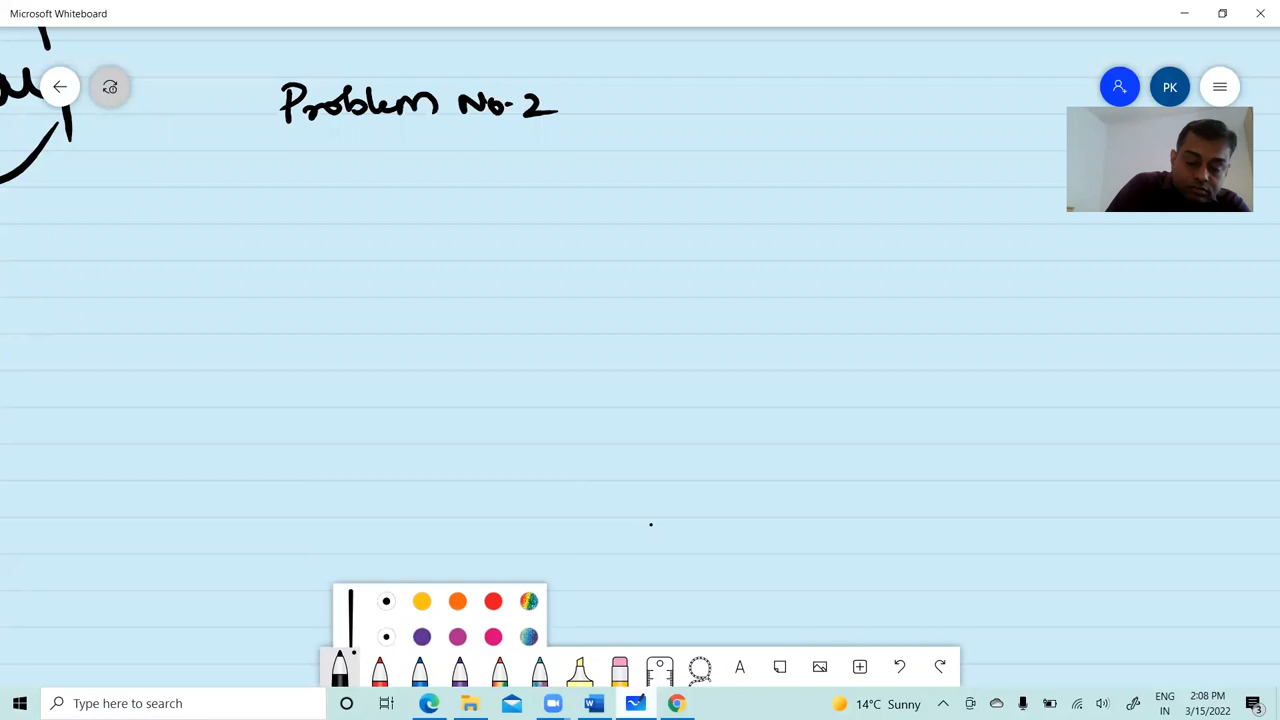 Microsoft Whiteboard
Problem No. 2
PK
A
Type here to search
14°C Sunny
ENG
IN
2:08 PM
3/15/2022
3